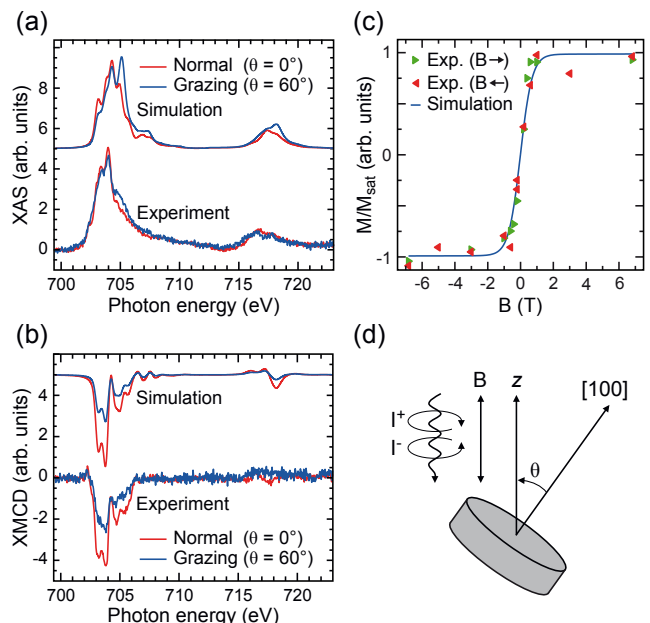 (a)
XAS (arb. units)
8
6
4
2
0
Normal (θ = 0°)
Grazing (θ = 60°)
Simulation
Experiment
700 705 710 715 720
Photon energy (eV)
(b)
XMCD (arb. units)
4
2
0
-2
-4
Simulation
Experiment
Normal (θ = 0°)
Grazing (θ = 60°)
700 705 710 715 720
Photon energy (eV)
(c)
M/Msat (arb. units)
1
0
-1
Exp. (B→)
Exp. (B←)
Simulation
-6 -4 -2 0 2 4 6
B (T)
(d)
I+
I-
B
z
[100]
θ